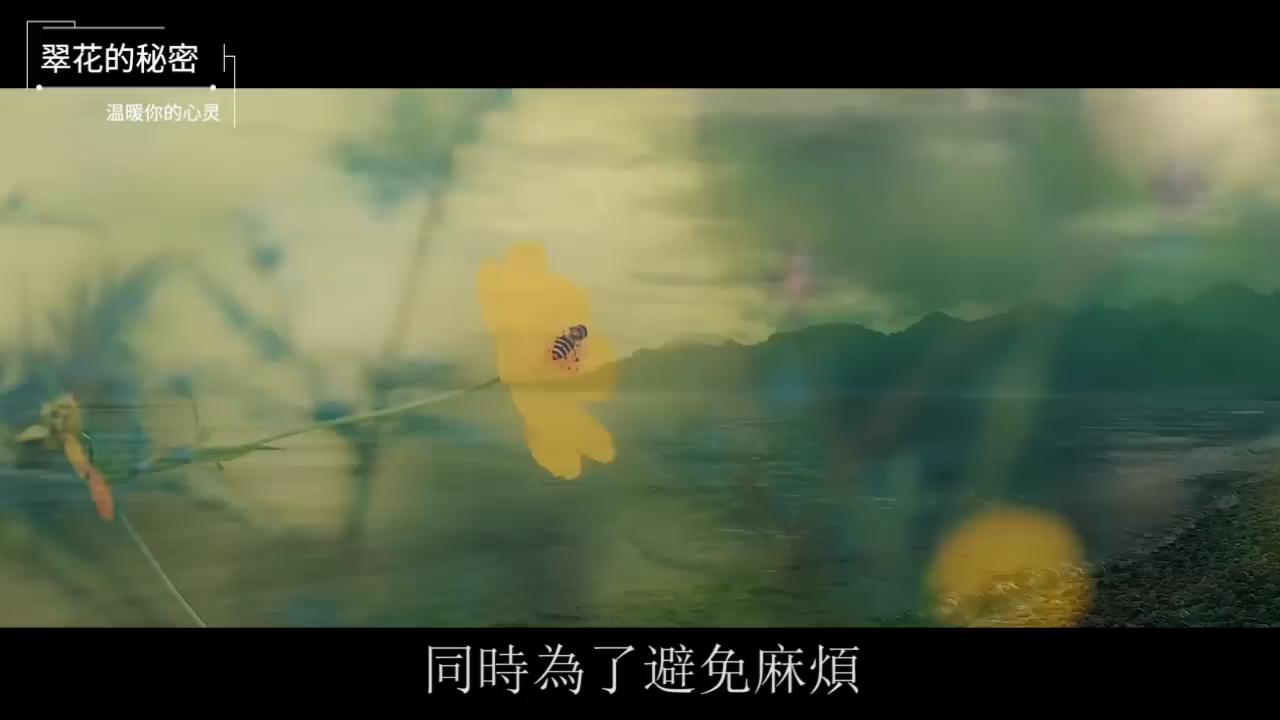 翠花的秘密
温暖你的心灵
同時為了避免麻煩